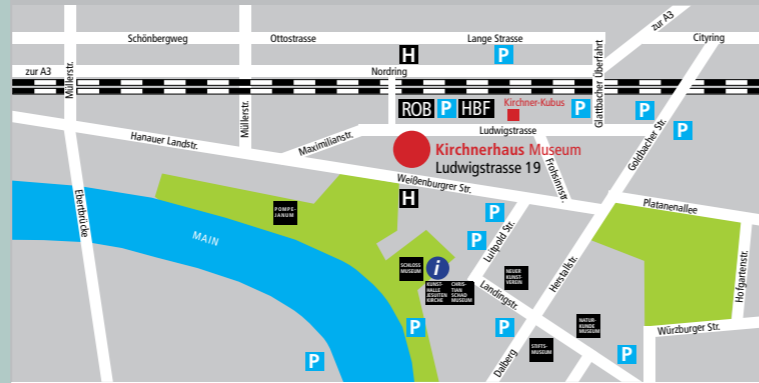 zur A3
Schönbergweg
Ottostrasse
Lange Strasse
Cityring
H
P
zur A3
Müllerstr.
Nordring
Glattbacher Überfahrt
ROB P HBF
Kirchner-Kubus
P
P
P
Müllerstr.
Hanauer Landstr.
Maximilianstr.
Ludwigstrasse
Goldbacher Str.
Kirchnerhaus Museum
Ludwigstrasse 19
Frohsinnstr.
Weißenburgrer Str.
H
Platanenallee
Ebertbrücke
POMPE-
JANUM
P
MAIN
P
Luitpold Str.
Herstallstr.
Hofgartenstr.
SCHLOSS
MUSEUM
i
KUNST-
HALLE
JESUITEN
KIRCHE
CHRIS-
TIAN
SCHAD
MUSEUM
NEUER
KUNST-
VEREIN
Landingstr.
P
P
NATUR-
KUNDE
MUSEUM
Würzburger Str.
STIFTS-
MUSEUM
P
P
Dalberg